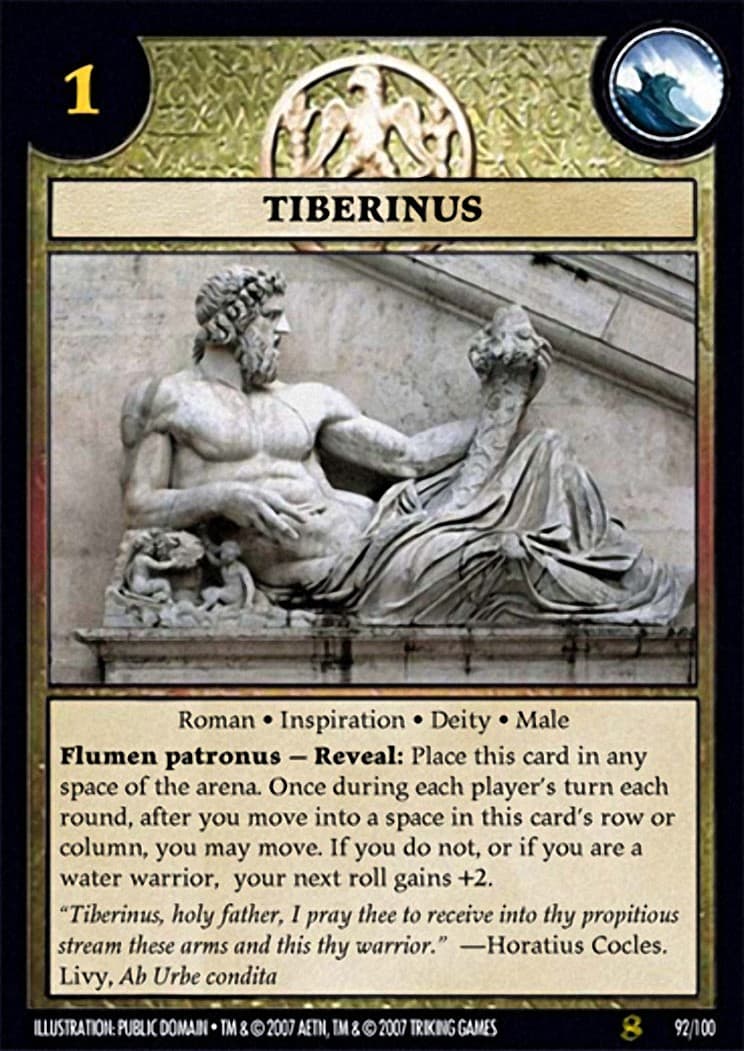 1
TIBERINUS
Roman • Inspiration • Deity • Male
Flumen patronus — Reveal: Place this card in any
space of the arena. Once during each player's turn each
round, after you move into a space in this card's row or
column, you may move. If you do not, or if you are a
water warrior, your next roll gains +2.
"Tiberinus, holy father, I pray thee to receive into thy propitious
stream these arms and this thy warrior." —Horatius Cocles.
Livy, Ab Urbe condita
ILLUSTRATION: PUBLIC DOMAIN • TM & © 2007 AETN, TM & © 2007 TRIKING GAMES 8 92/100